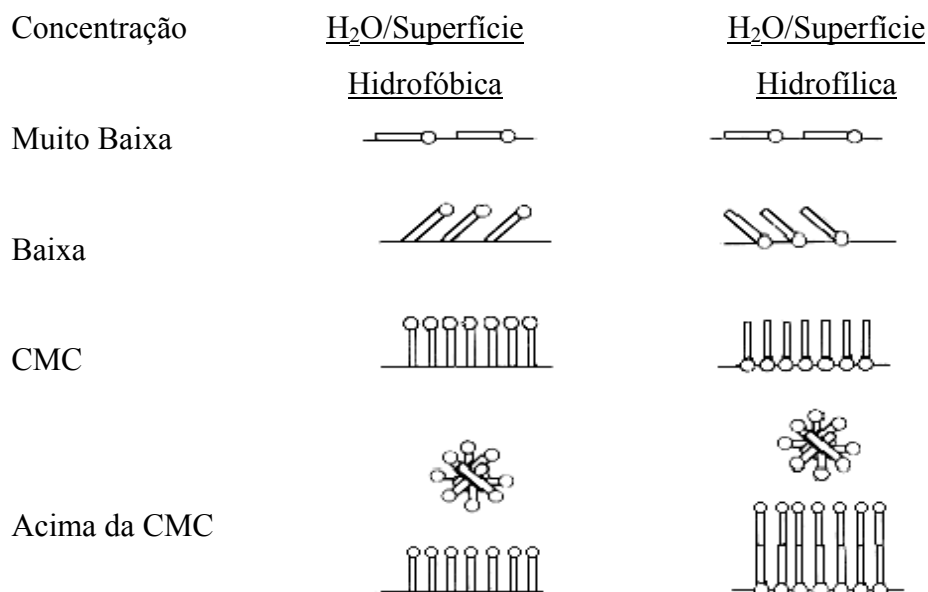 Concentração H₂O/Superfície H₂O/Superfície
Hidrofóbica Hidrofílica
Muito Baixa
Baixa
CMC
Acima da CMC